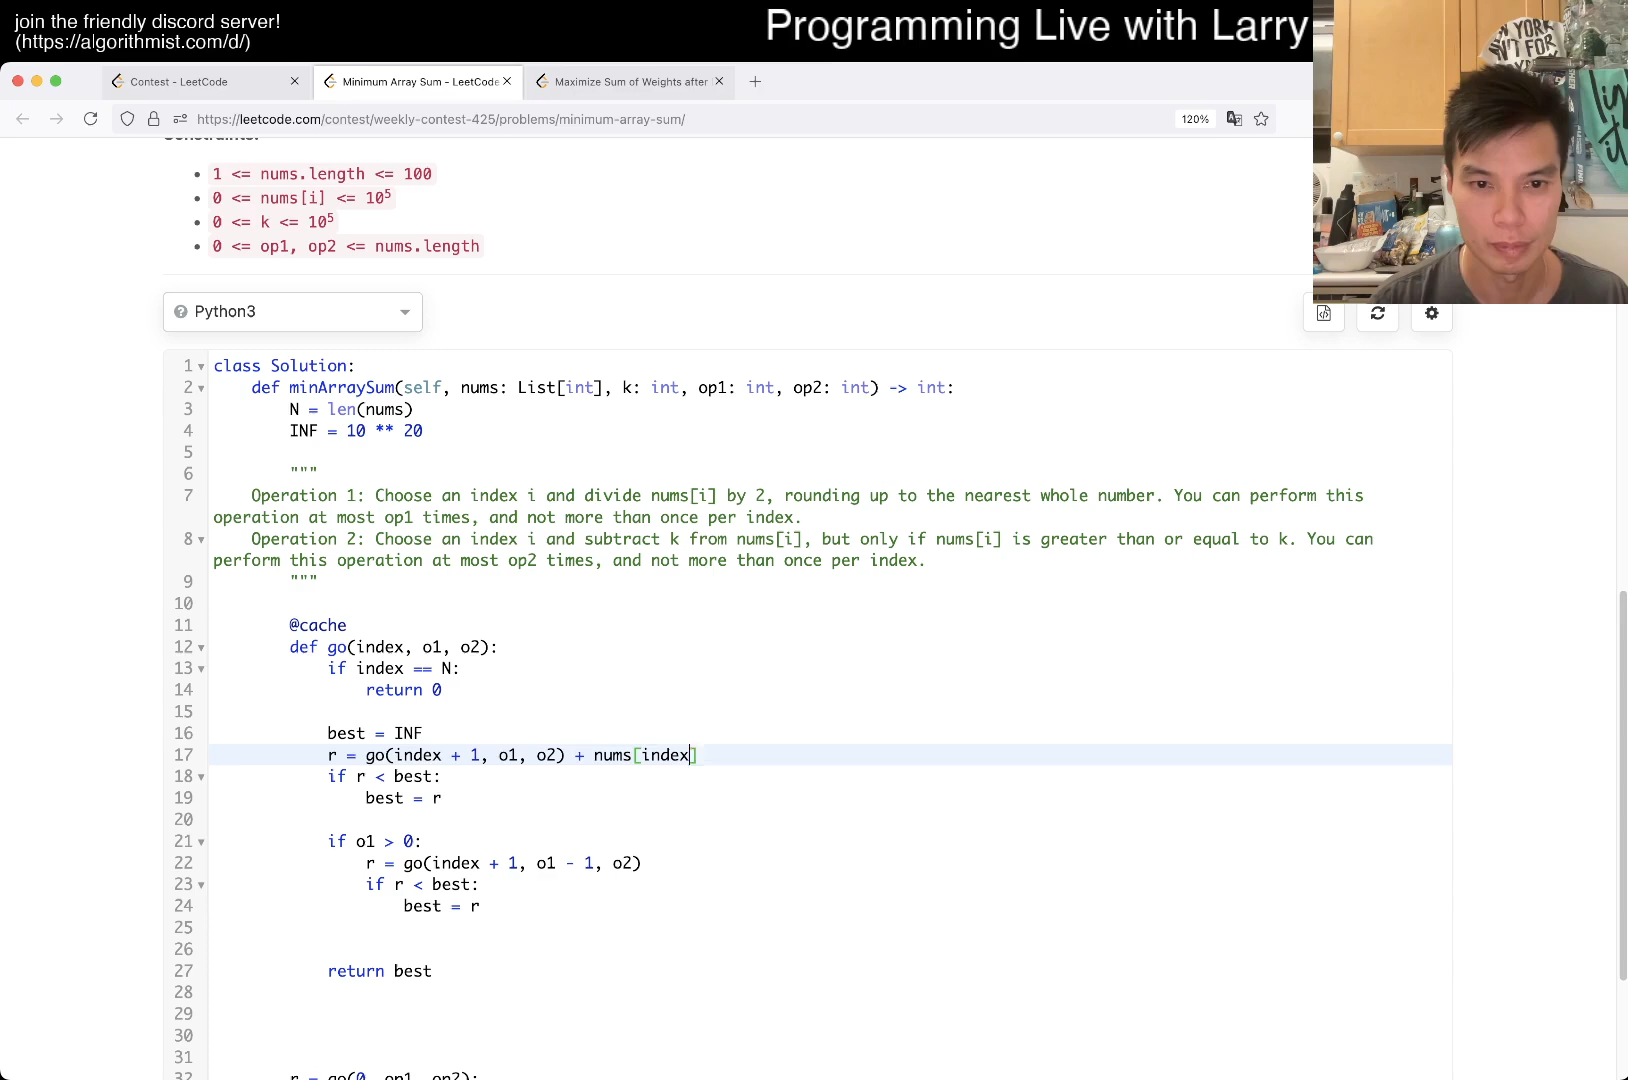 join the friendly discord server!
(https://algorithmist.com/d/)
Programming Live with Larry
Contest - LeetCode
Minimum Array Sum - LeetCode
Maximize Sum of Weights after
https://leetcode.com/contest/weekly-contest-425/problems/minimum-array-sum/
120%
1 <= nums.length <= 100
0 <= nums[i] <= 10⁵
0 <= k <= 10⁵
0 <= op1, op2 <= nums.length
Python3
1 class Solution:
2 def minArraySum(self, nums: List[int], k: int, op1: int, op2: int) -> int:
3 N = len(nums)
4 INF = 10 ** 20
5
6 """
7 Operation 1: Choose an index i and divide nums[i] by 2, rounding up to the nearest whole number. You can perform this
operation at most op1 times, and not more than once per index.
8 Operation 2: Choose an index i and subtract k from nums[i], but only if nums[i] is greater than or equal to k. You can
perform this operation at most op2 times, and not more than once per index.
9 """
10
11 @cache
12 def go(index, o1, o2):
13 if index == N:
14 return 0
15
16 best = INF
17 r = go(index + 1, o1, o2) + nums[index]
18 if r < best:
19 best = r
20
21 if o1 > 0:
22 r = go(index + 1, o1 - 1, o2)
23 if r < best:
24 best = r
25
26
27 return best
28
29
30
31
32 r = go(0, op1, op2):